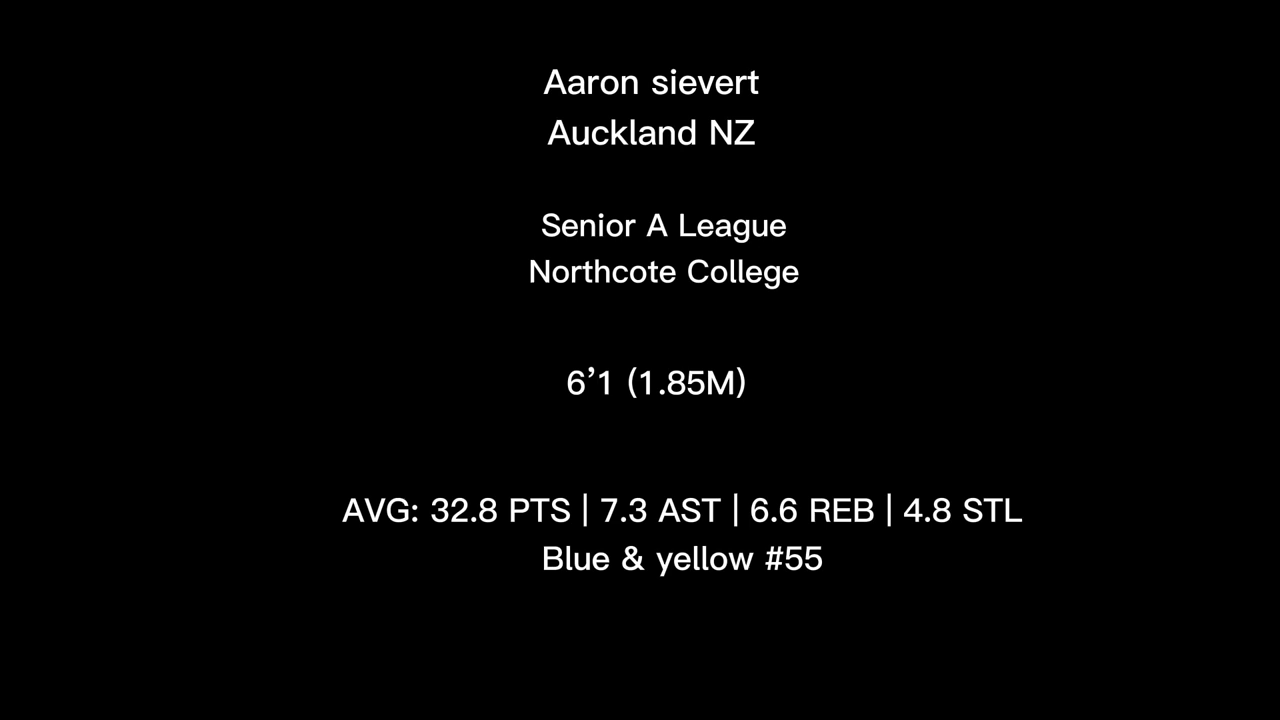 Aaron sievert
Auckland NZ
Senior A League
Northcote College
6’1 (1.85M)
AVG: 32.8 PTS | 7.3 AST | 6.6 REB | 4.8 STL
Blue & yellow #55